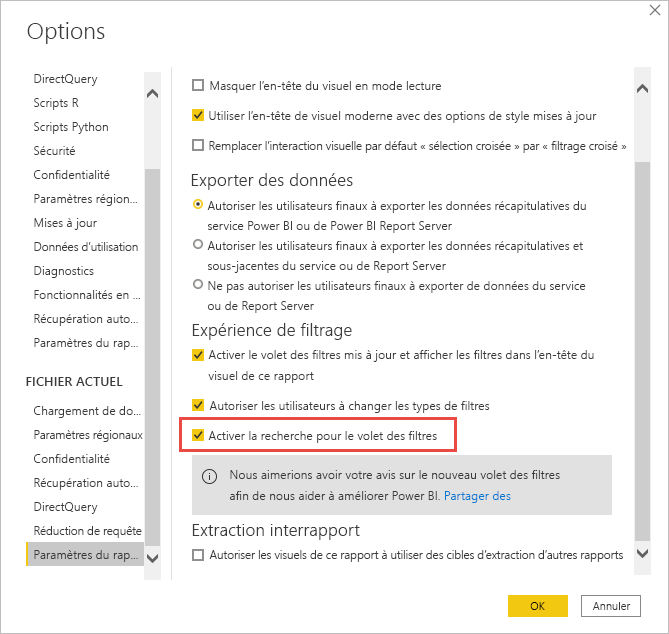 Options
DirectQuery
Scripts R
Scripts Python
Sécurité
Confidentialité
Paramètres région...
Mises à jour
Données d'utilisation
Diagnostics
Fonctionnalités en ...
Récupération auto...
Paramètres du rap...
FICHIER ACTUEL
Chargement de do...
Paramètres régionaux
Confidentialité
Récupération auto...
DirectQuery
Réduction de requête
Paramètres du rap...
Masquer l'en-tête du visuel en mode lecture
Utiliser l'en-tête de visuel moderne avec des options de style mises à jour
Remplacer l'interaction visuelle par défaut « sélection croisée » par « filtrage croisé »
Exporter des données
Autoriser les utilisateurs finaux à exporter les données récapitulatives du
service Power BI ou de Power BI Report Server
Autoriser les utilisateurs finaux à exporter les données récapitulatives et
sous-jacentes du service ou de Report Server
Ne pas autoriser les utilisateurs finaux à exporter de données du service
ou de Report Server
Expérience de filtrage
Activer le volet des filtres mis à jour et afficher les filtres dans l'en-tête du
visuel de ce rapport
Autoriser les utilisateurs à changer les types de filtres
Activer la recherche pour le volet des filtres
Nous aimerions avoir votre avis sur le nouveau volet des filtres
afin de nous aider à améliorer Power BI. Partager des
Extraction interrapport
Autoriser les visuels de ce rapport à utiliser des cibles d'extraction d'autres rapports
OK
Annuler